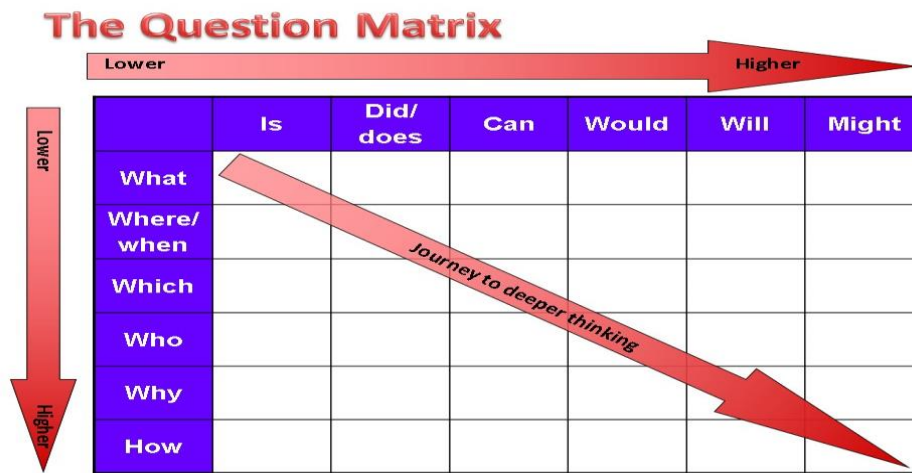 The Question Matrix
Lower Higher
Lower
Higher
Is Did/ does Can Would Will Might
What
Where/
when
Which
Who
Why
How
Journey to deeper thinking